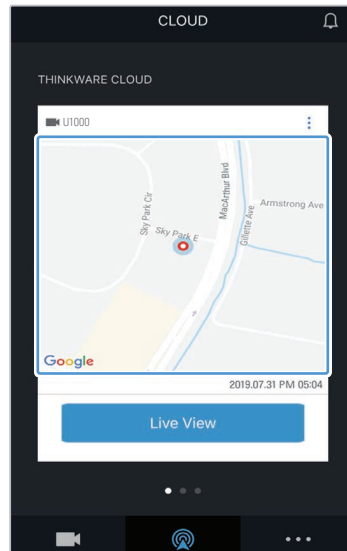 CLOUD
THINKWARE CLOUD
U1000
Sky Park Cir
Sky Park E
MacArthur Blvd
Gillette Ave
Armstrong Ave
Google
2019.07.31 PM 05:04
Live View